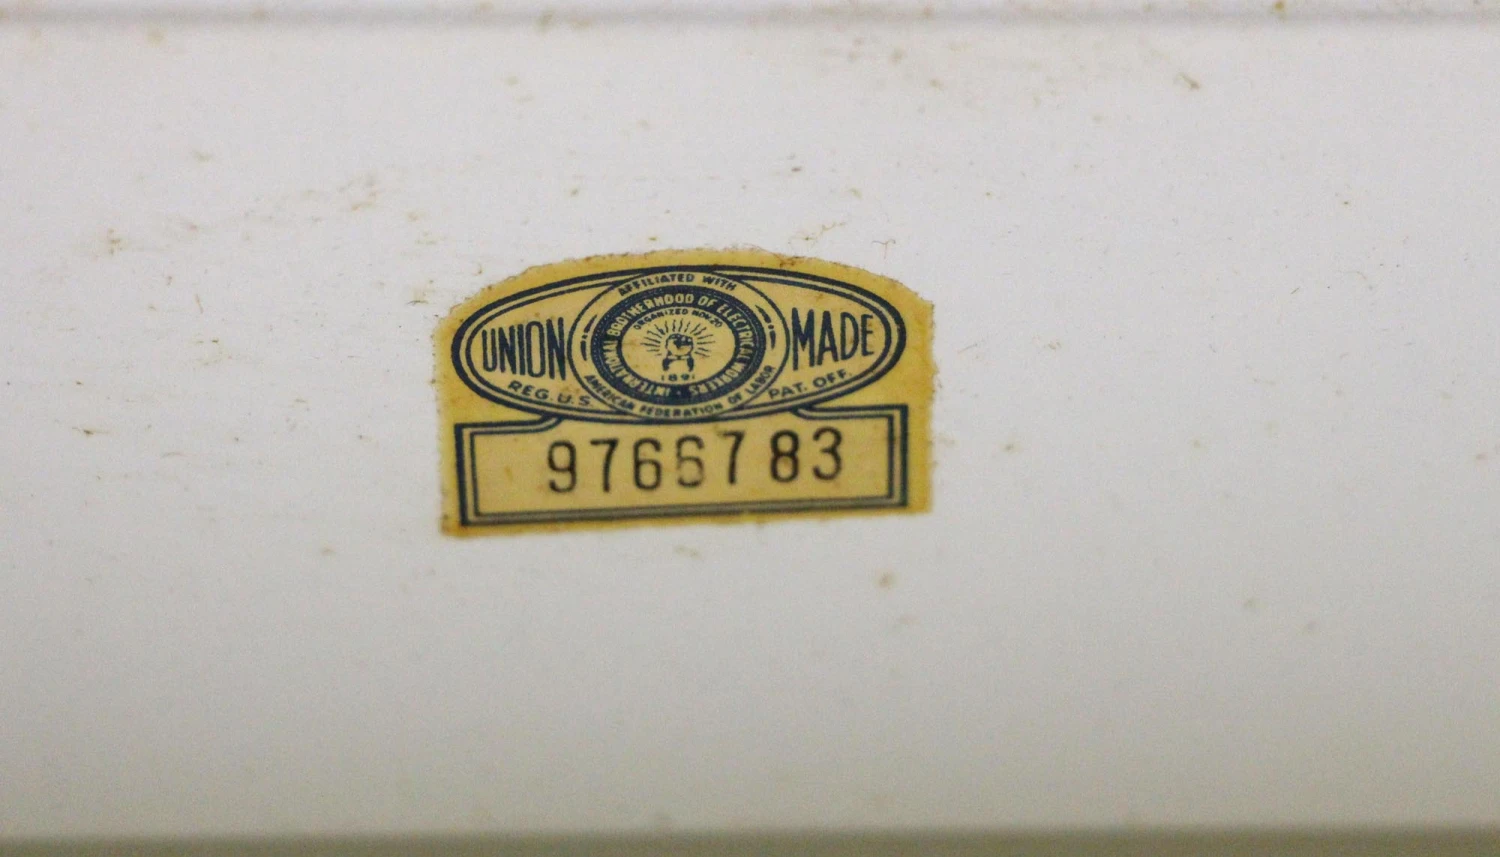 AFFILIATED WITH
INTERNATIONAL BROTHERHOOD OF ELECTRICAL WORKERS
ORGANIZED NOV. 20
UNION MADE
1891
AMERICAN FEDERATION OF LABOR
REG. U.S. PAT. OFF.
9766783